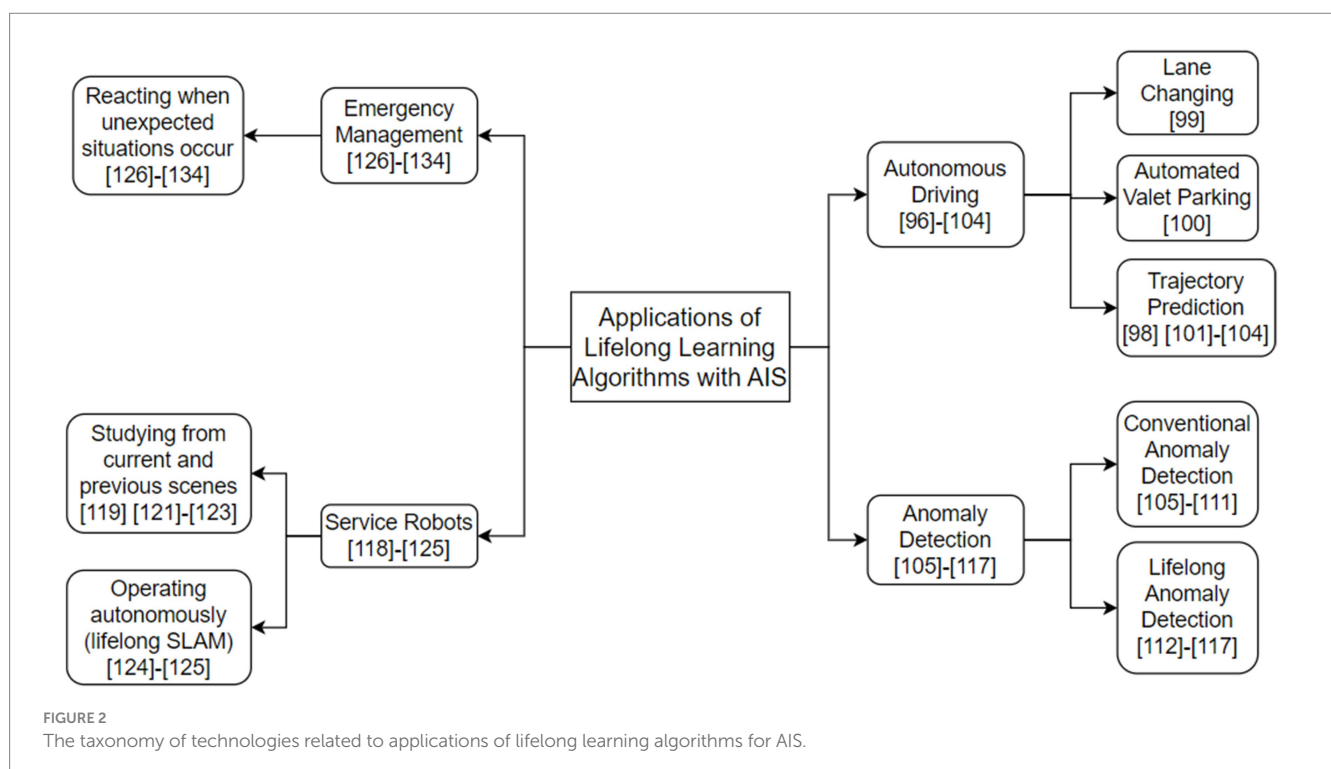 Reacting when
unexpected
situations occur
[126]-[134]
Emergency
Management
[126]-[134]
Studying from
current and
previous scenes
[119] [121]-[123]
Operating
autonomously
(lifelong SLAM)
[124]-[125]
Service Robots
[118]-[125]
Applications of
Lifelong Learning
Algorithms with AIS
Autonomous
Driving
[96]-[104]
Lane
Changing
[99]
Automated
Valet Parking
[100]
Trajectory
Prediction
[98] [101]-[104]
Anomaly
Detection
[105]-[117]
Conventional
Anomaly
Detection
[105]-[111]
Lifelong
Anomaly
Detection
[112]-[117]
FIGURE 2
The taxonomy of technologies related to applications of lifelong learning algorithms for AIS.